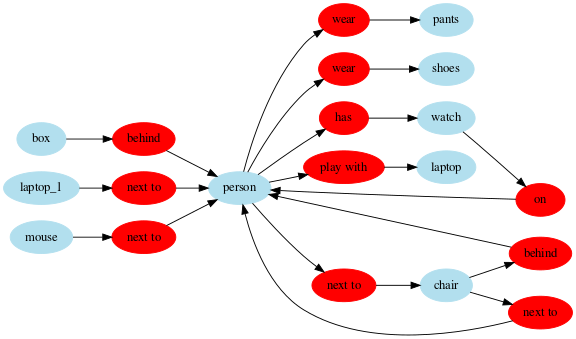 wear
pants
wear
shoes
has
watch
box
behind
play with
laptop
laptop_1
next to
person
on
mouse
next to
behind
next to
chair
next to